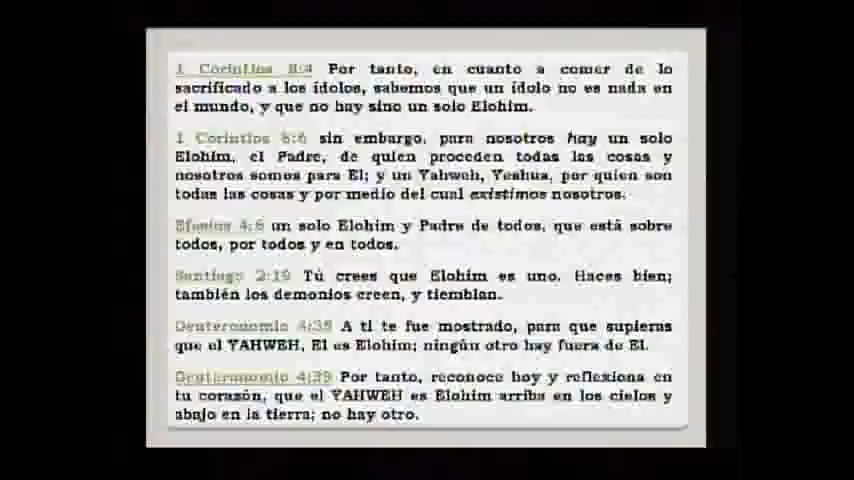 1 Corintios 8:4 Por tanto, en cuanto a comer de lo
sacrificado a los ídolos, sabemos que un ídolo no es nada en
el mundo, y que no hay sino un solo Elohim.
1 Corintios 8:6 sin embargo, para nosotros hay un solo
Elohim, el Padre, de quien proceden todas las cosas y
nosotros somos para El; y un Yahweh, Yeshua, por quien son
todas las cosas y por medio del cual existimos nosotros.
Efesios 4:6 un solo Elohim y Padre de todos, que está sobre
todos, por todos y en todos.
Santiago 2:19 Tú crees que Elohim es uno. Haces bien;
también los demonios creen, y tiemblan.
Deuteronomio 4:35 A ti te fue mostrado, para que supieras
que el YAHWEH, El es Elohim; ningún otro hay fuera de El.
Deuteronomio 4:39 Por tanto, reconoce hoy y reflexiona en
tu corazón, que el YAHWEH es Elohim arriba en los cielos y
abajo en la tierra; no hay otro.